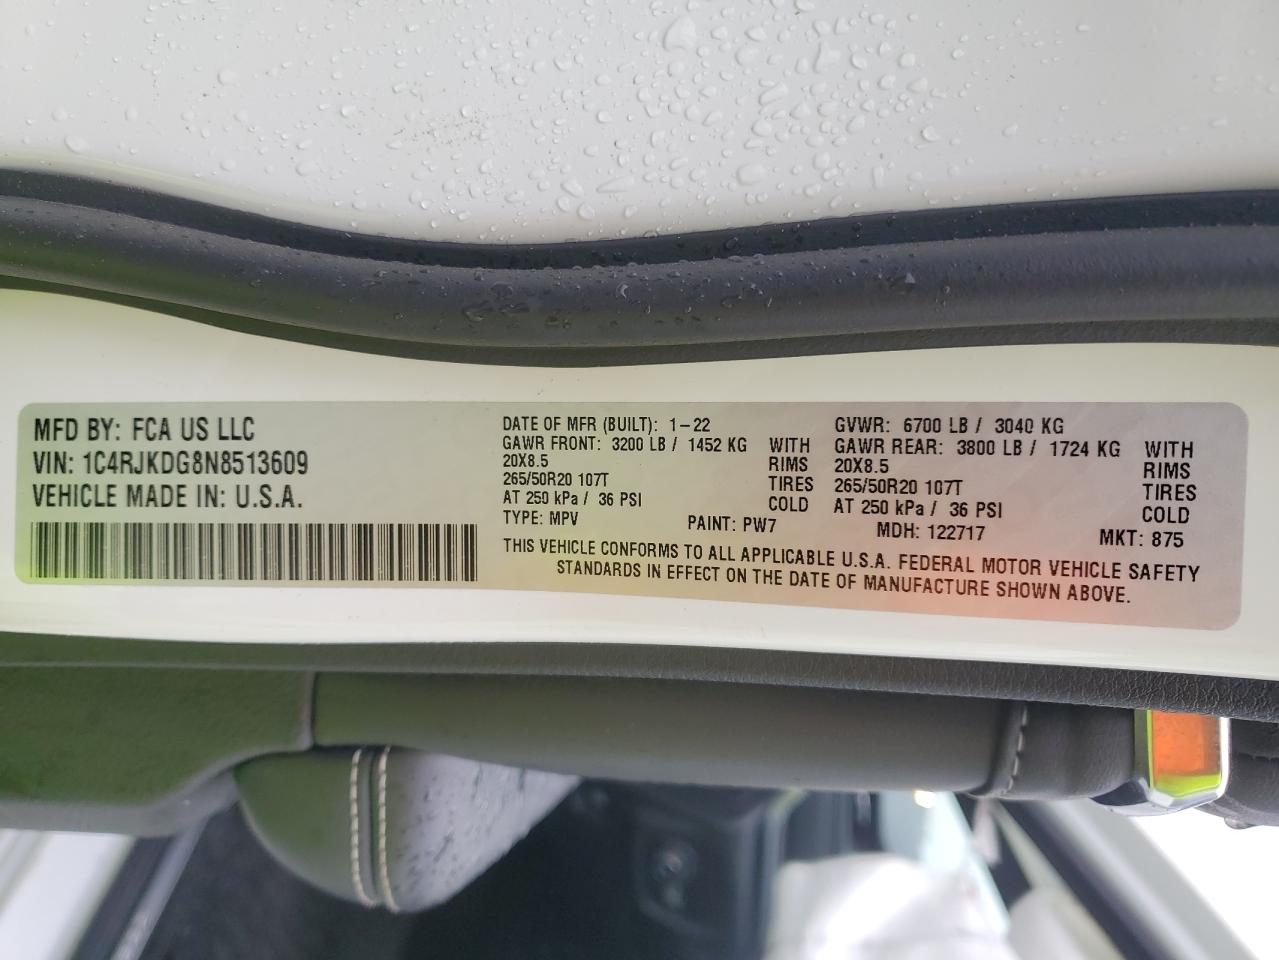 MFD BY: FCA US LLC
VIN: 1C4RJKDG8N8513609
VEHICLE MADE IN: U.S.A.
DATE OF MFR (BUILT): 1-22
GAWR FRONT: 3200 LB / 1452 KG WITH
20X8.5 RIMS
265/50R20 107T TIRES
AT 250 kPa / 36 PSI COLD
TYPE: MPV PAINT: PW7
GVWR: 6700 LB / 3040 KG
GAWR REAR: 3800 LB / 1724 KG WITH
20X8.5 RIMS
265/50R20 107T TIRES
AT 250 kPa / 36 PSI COLD
MDH: 122717 MKT: 875
THIS VEHICLE CONFORMS TO ALL APPLICABLE U.S.A. FEDERAL MOTOR VEHICLE SAFETY
STANDARDS IN EFFECT ON THE DATE OF MANUFACTURE SHOWN ABOVE.